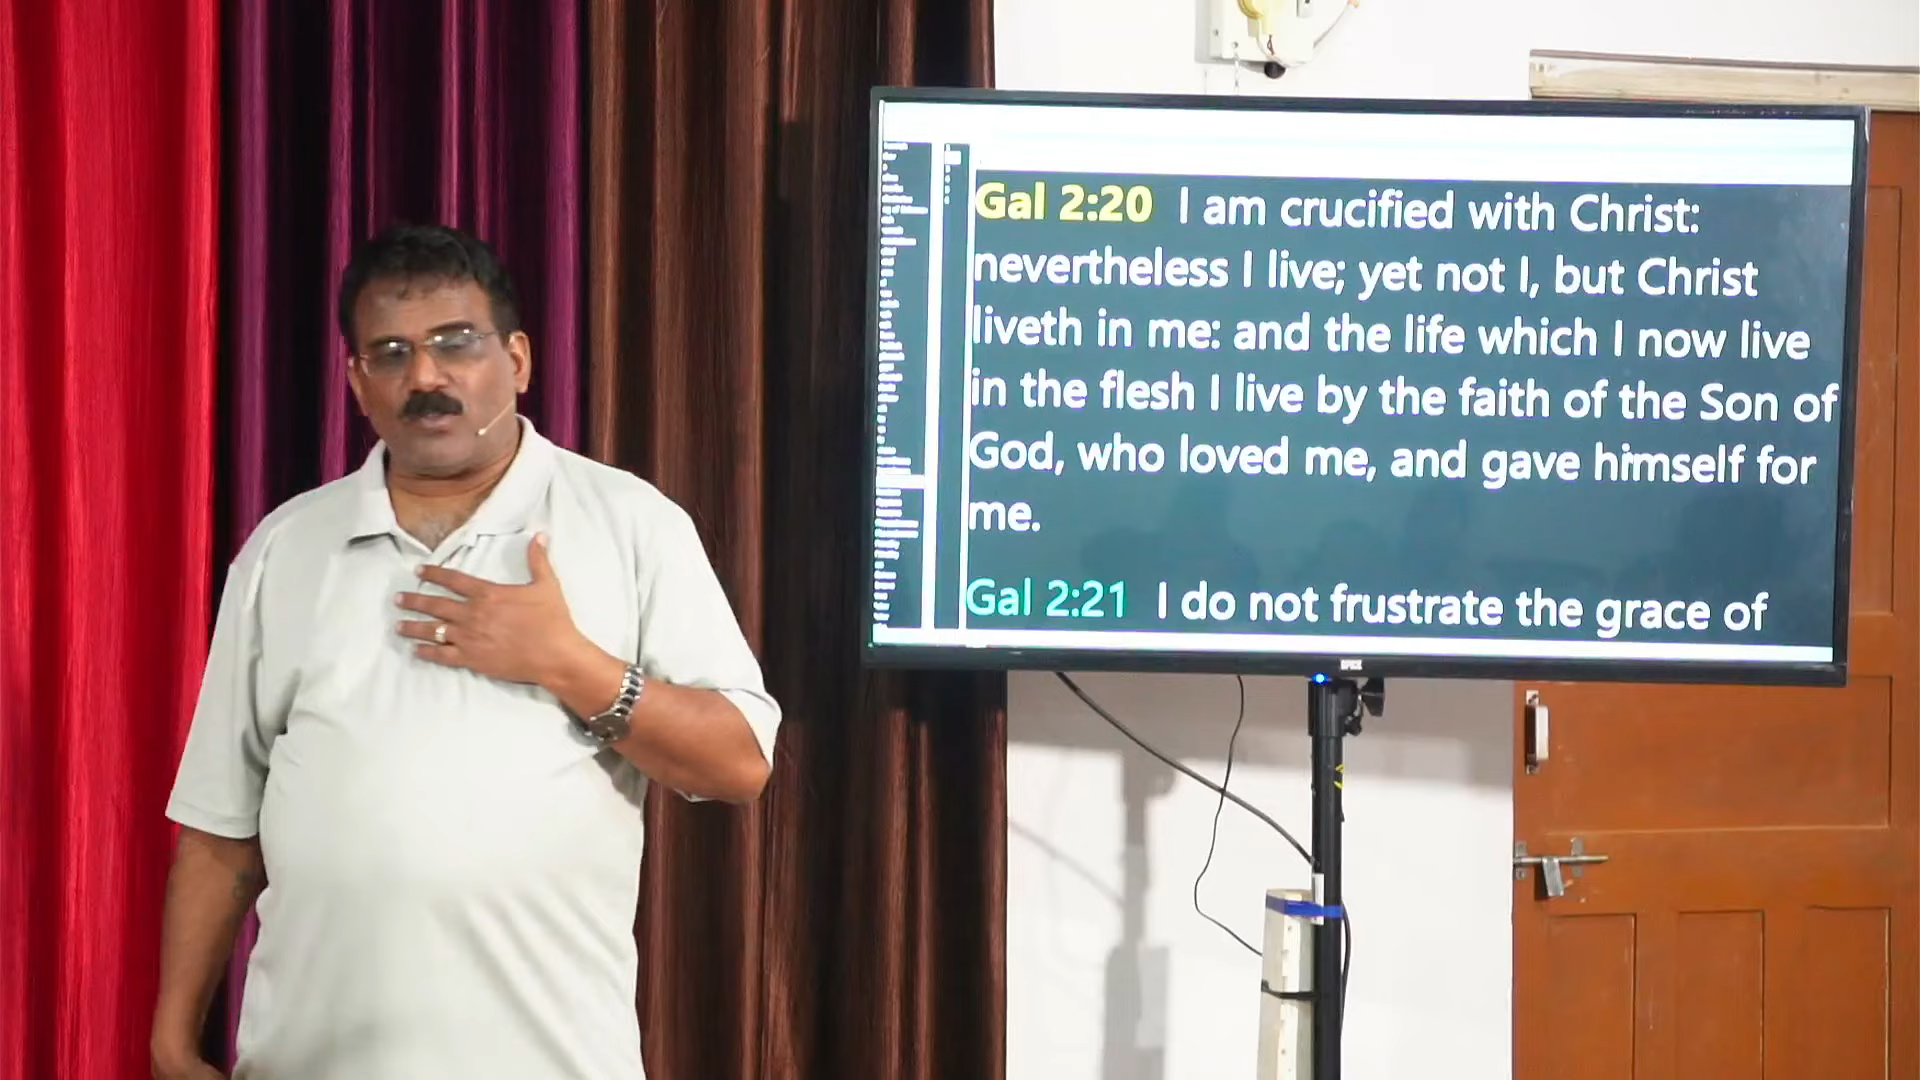 Gal 2:20 I am crucified with Christ:
nevertheless I live; yet not I, but Christ
liveth in me: and the life which I now live
in the flesh I live by the faith of the Son of
God, who loved me, and gave himself for
me.
Gal 2:21 I do not frustrate the grace of